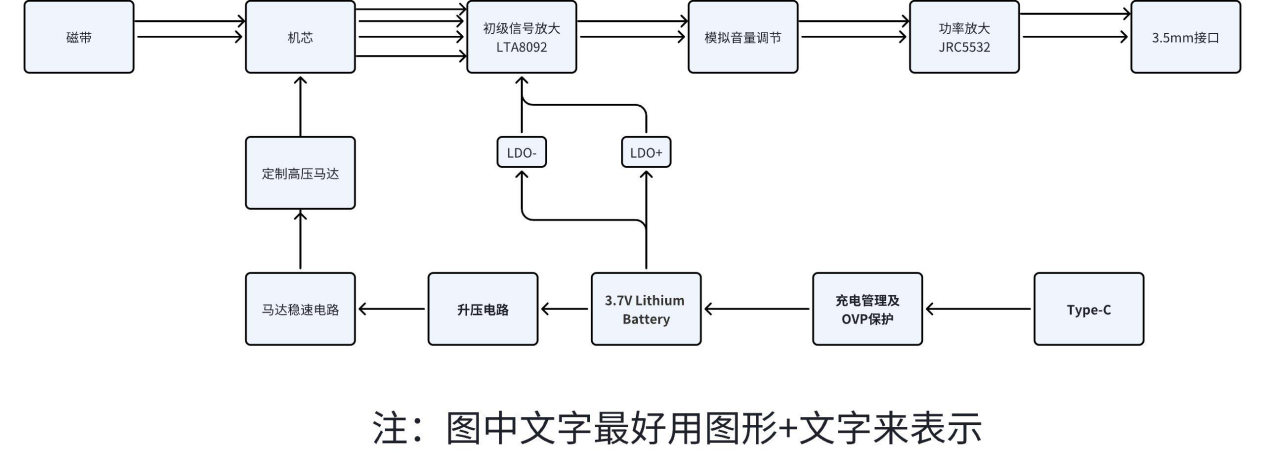 磁带
机芯
初级信号放大
LTA8092
模拟音量调节
功率放大
JRC5532
3.5mm接口
定制高压马达
LDO-
LDO+
马达稳速电路
升压电路
3.7V Lithium
Battery
充电管理及
OVP保护
Type-C
注：图中文字最好用图形+文字来表示